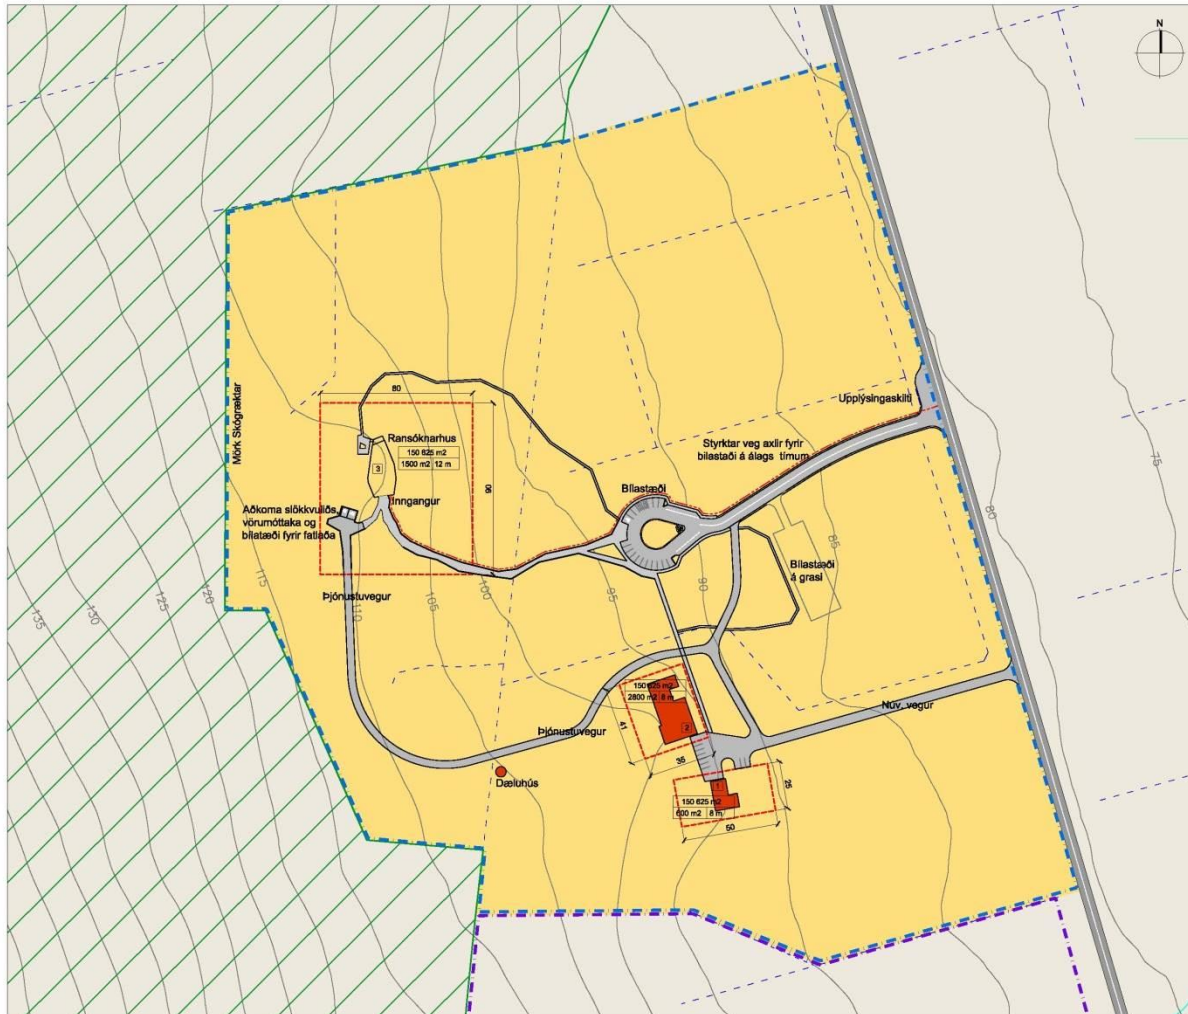 N
Mörk Skógræktar
80
Ransóknarhus
150 625 m2
1500 m2 12 m
3
90
Inngangur
Aðkoma slökkvuliðs,
vörumóttaka og
bílatæði fyrir fatlaða
Þjónustuvegur
Upplýsingaskilti
Styrktar veg axlir fyrir
bílastaði á álags tímum
Bílastæði
Bílastæði
á grasi
135
130
125
120
115
110
105
100
95
90
85
80
75
150 625 m2
2800 m2 8 m
2
41
35
Þjónustuvegur
Núv. vegur
Dæluhús
1
150 625 m2
600 m2 8 m
25
50